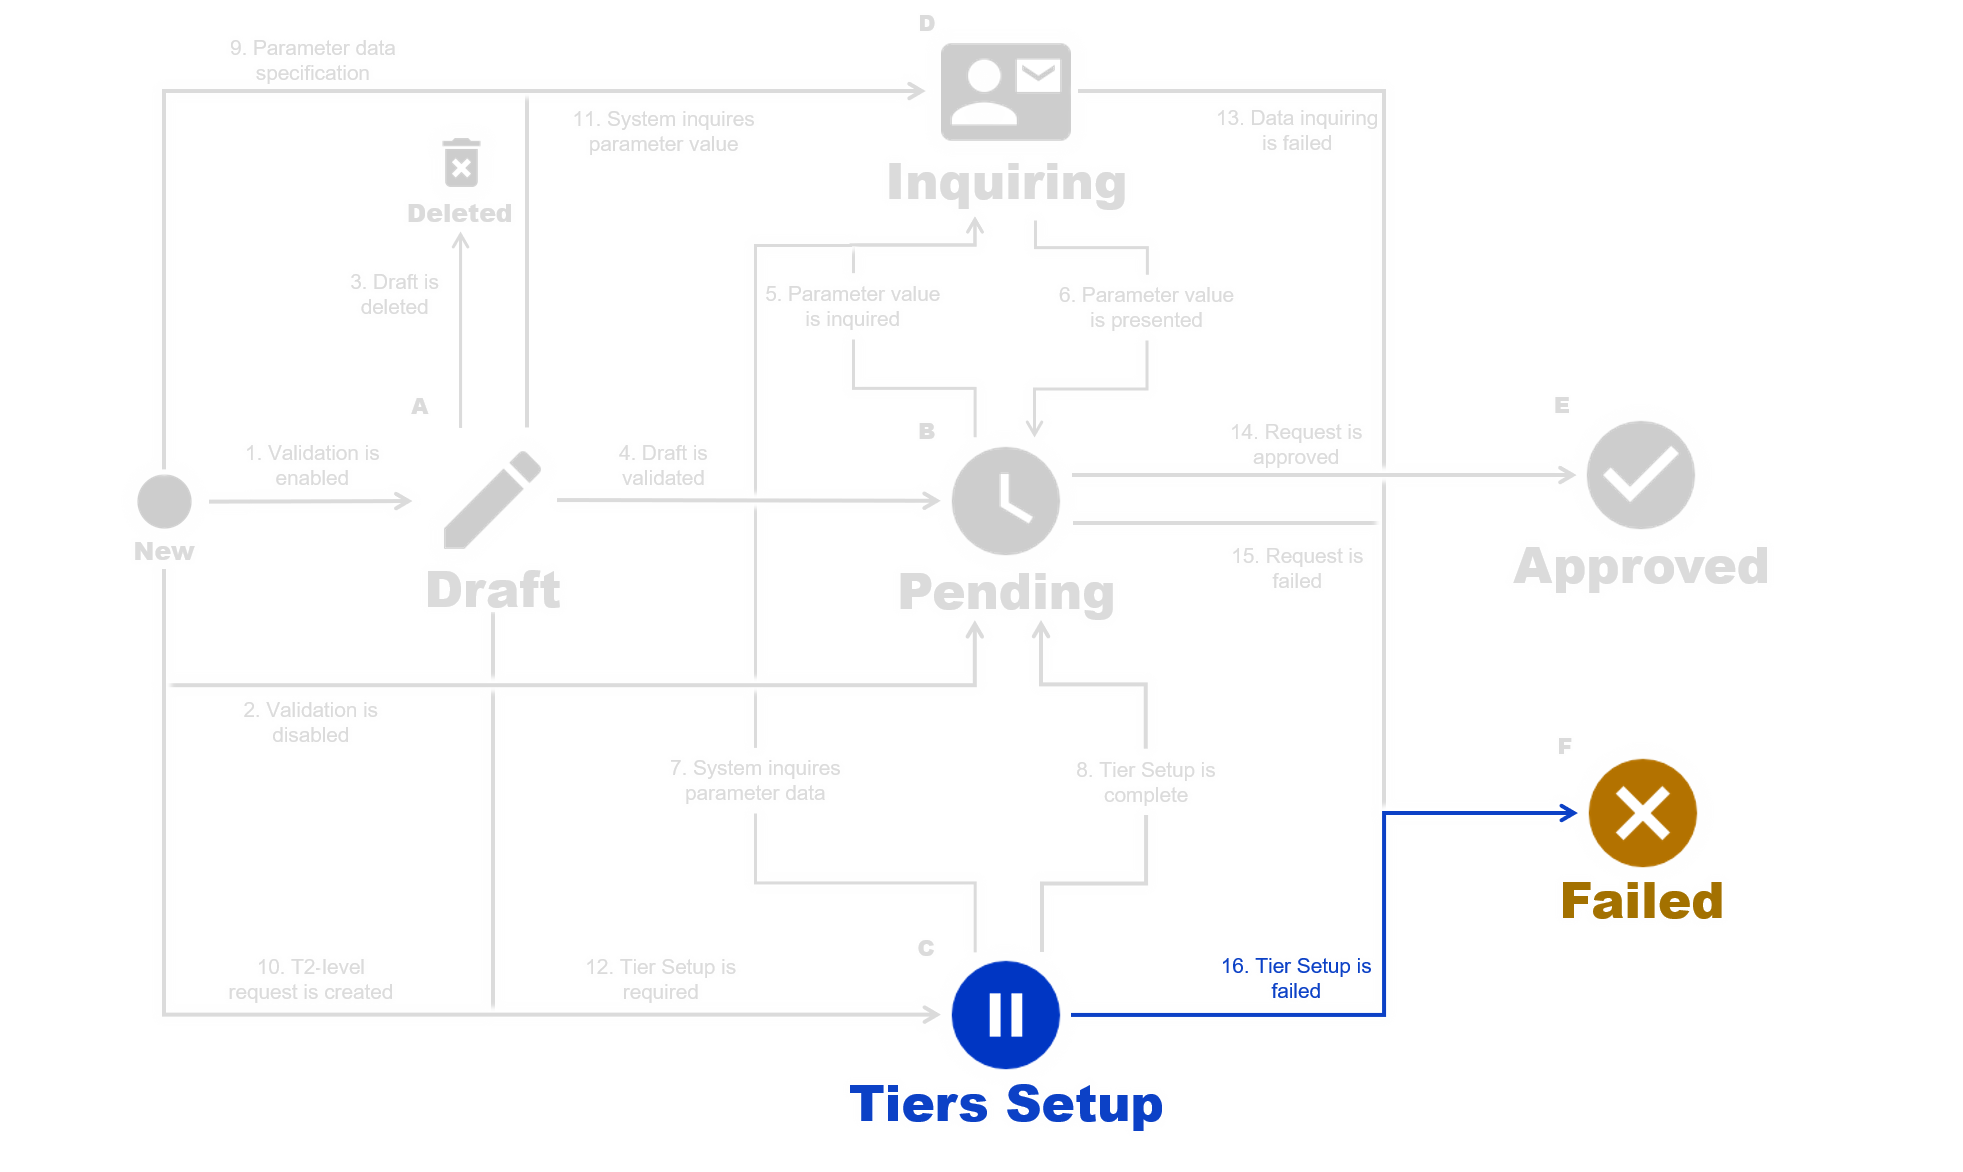 D
9. Parameter data
specification
11. System inquires
parameter value
13. Data inquiring
is failed
Inquiring
Deleted
3. Draft is
deleted
5. Parameter value
is inquired
6. Parameter value
is presented
A
B
E
1. Validation is
enabled
4. Draft is
validated
14. Request is
approved
New
Draft
Pending
15. Request is
failed
Approved
2. Validation is
disabled
7. System inquires
parameter data
8. Tier Setup is
complete
F
Failed
C
10. T2-level
request is created
12. Tier Setup is
required
16. Tier Setup is
failed
Tiers Setup